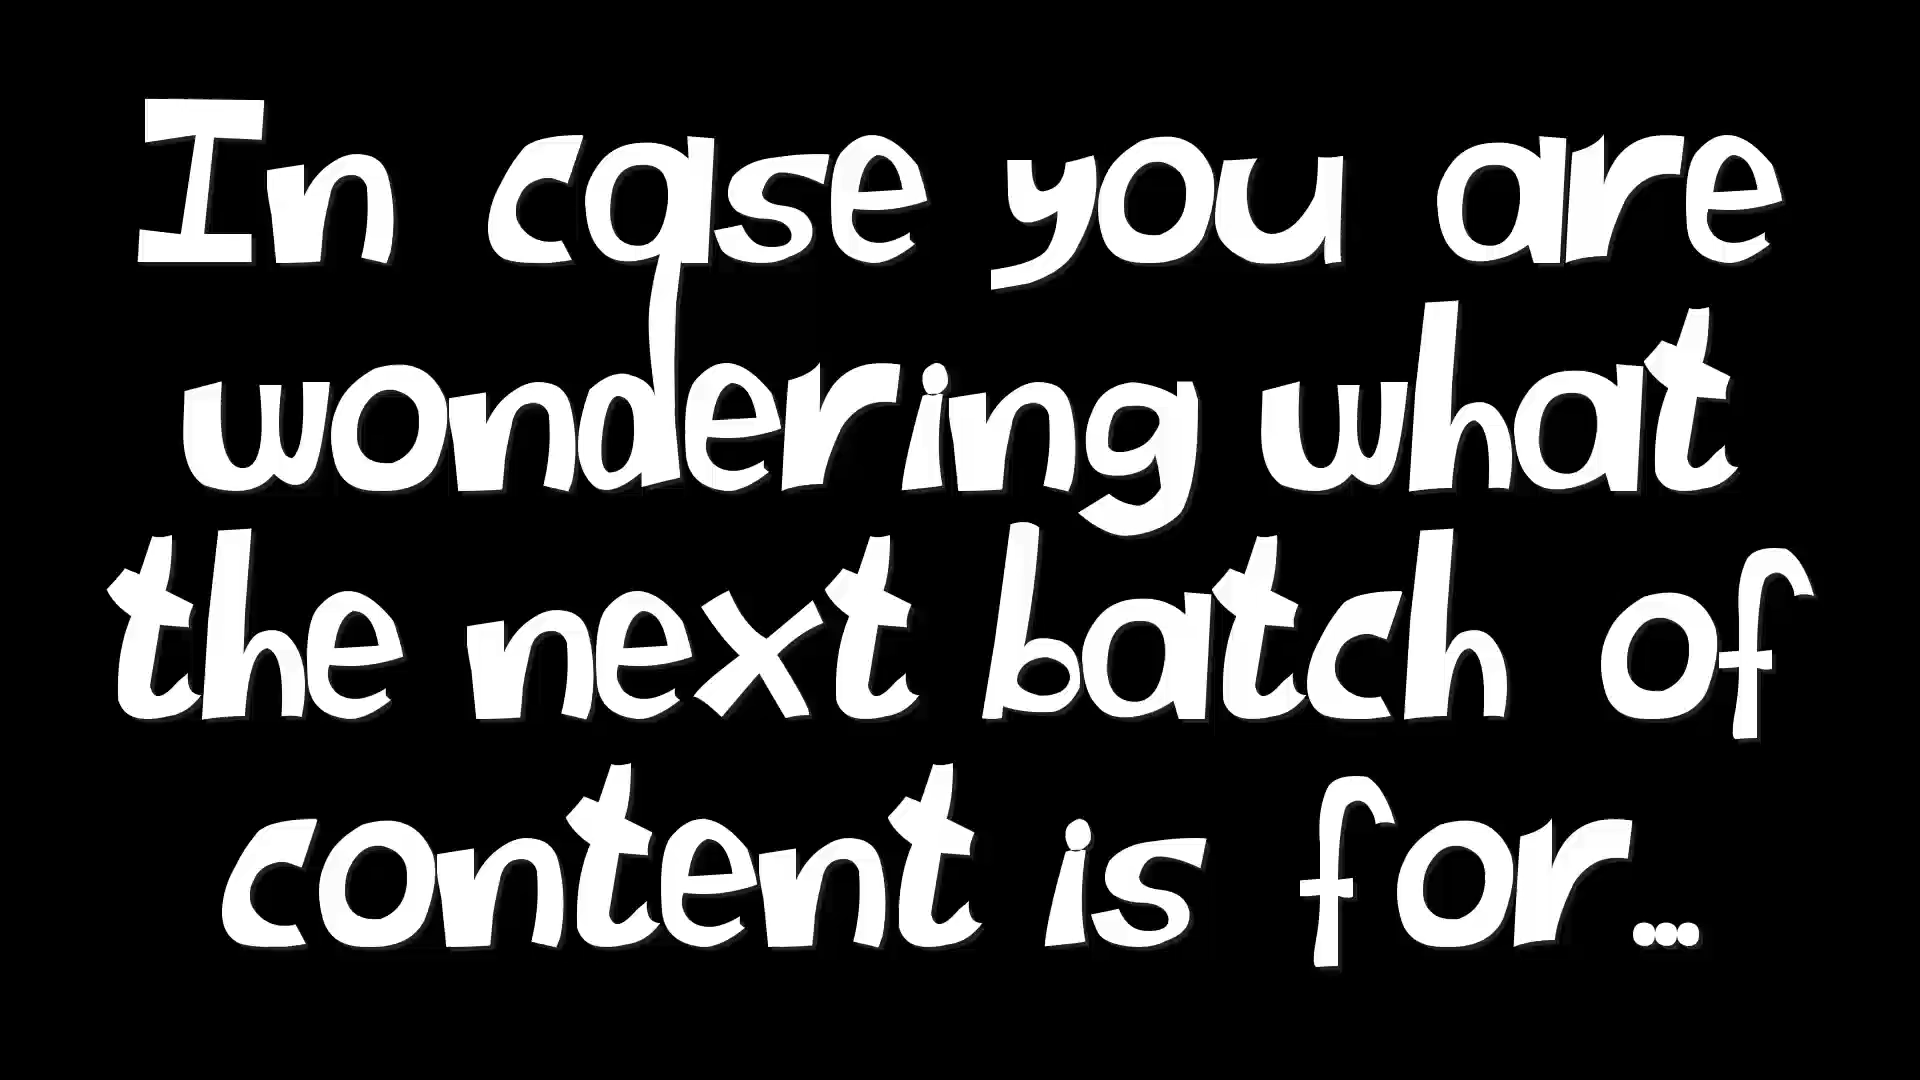 In case you are
wondering what
the next batch of
content is for...